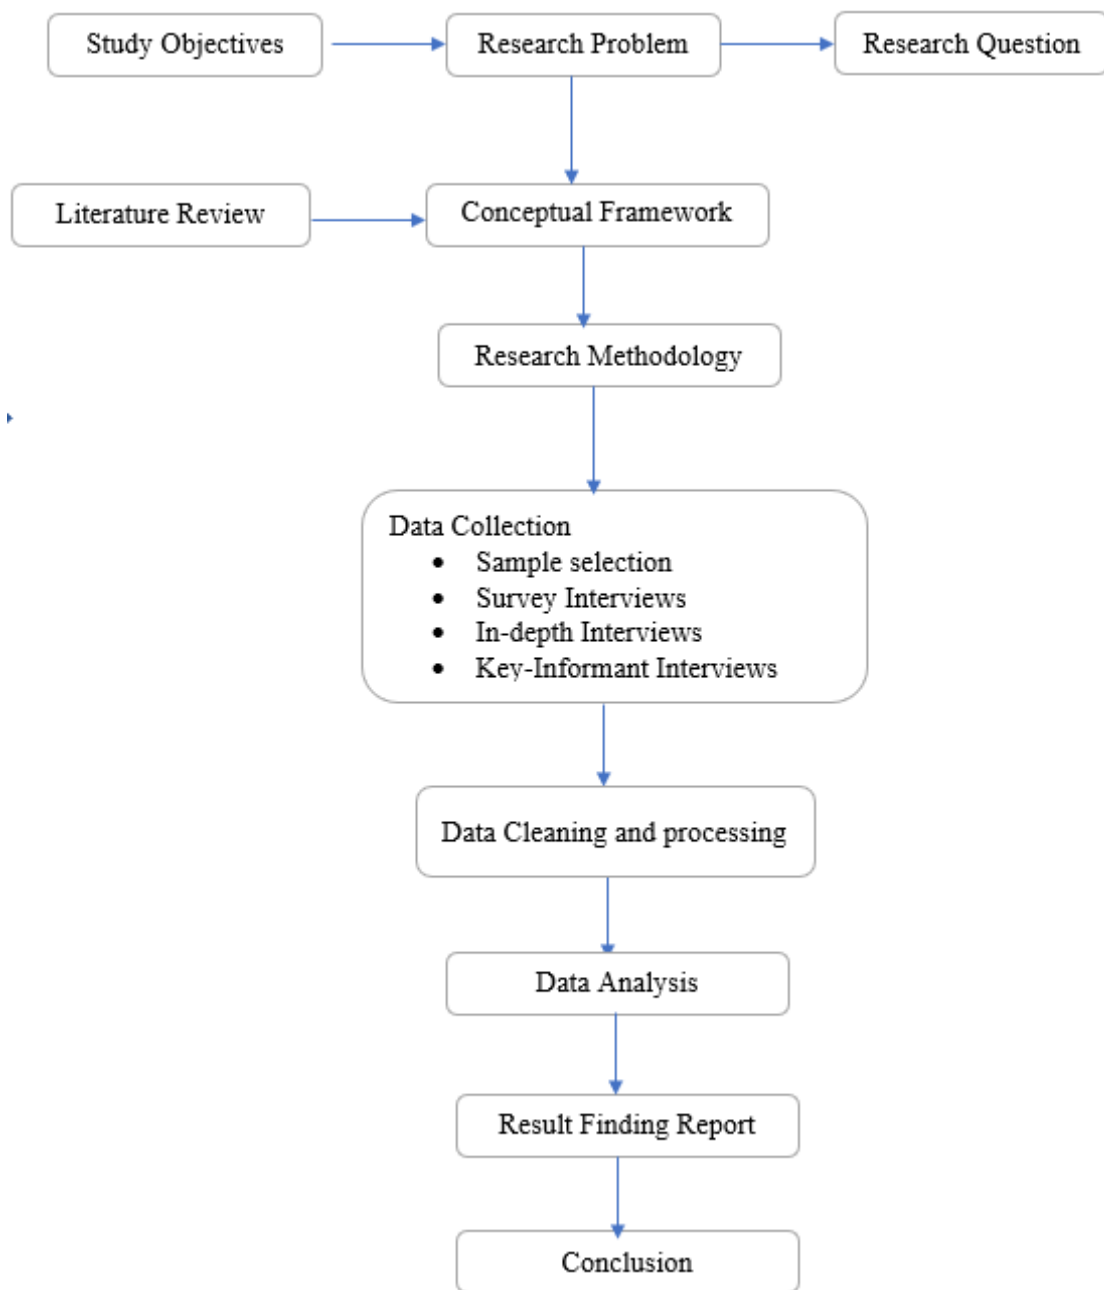 Study Objectives
Research Problem
Research Question
Literature Review
Conceptual Framework
Research Methodology
Data Collection
• Sample selection
• Survey Interviews
• In-depth Interviews
• Key-Informant Interviews
Data Cleaning and processing
Data Analysis
Result Finding Report
Conclusion